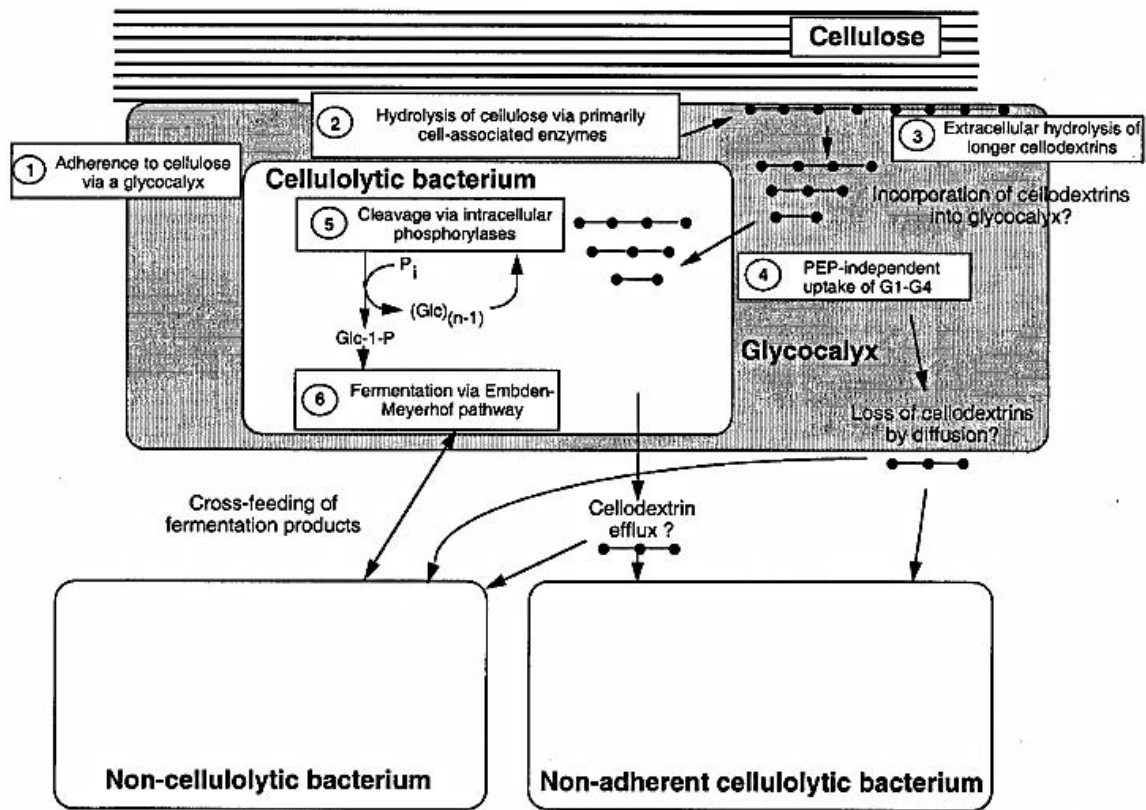 Cellulose
2
Hydrolysis of cellulose via primarily
cell-associated enzymes
3
Extracellular hydrolysis of
longer cellodextrins
1
Adherence to cellulose
via a glycocalyx
Cellulolytic bacterium
Incorporation of cellodextrins
into glycocalyx?
5
Cleavage via intracellular
phosphorylases
4
PEP-independent
uptake of G1-G4
Pi
(Glc)(n-1)
Glc-1-P
Glycocalyx
6
Fermentation via Embden-
Meyerhof pathway
Loss of cellodextrins
by diffusion?
Cross-feeding of
fermentation products
Cellodextrin
efflux ?
Non-cellulolytic bacterium
Non-adherent cellulolytic bacterium